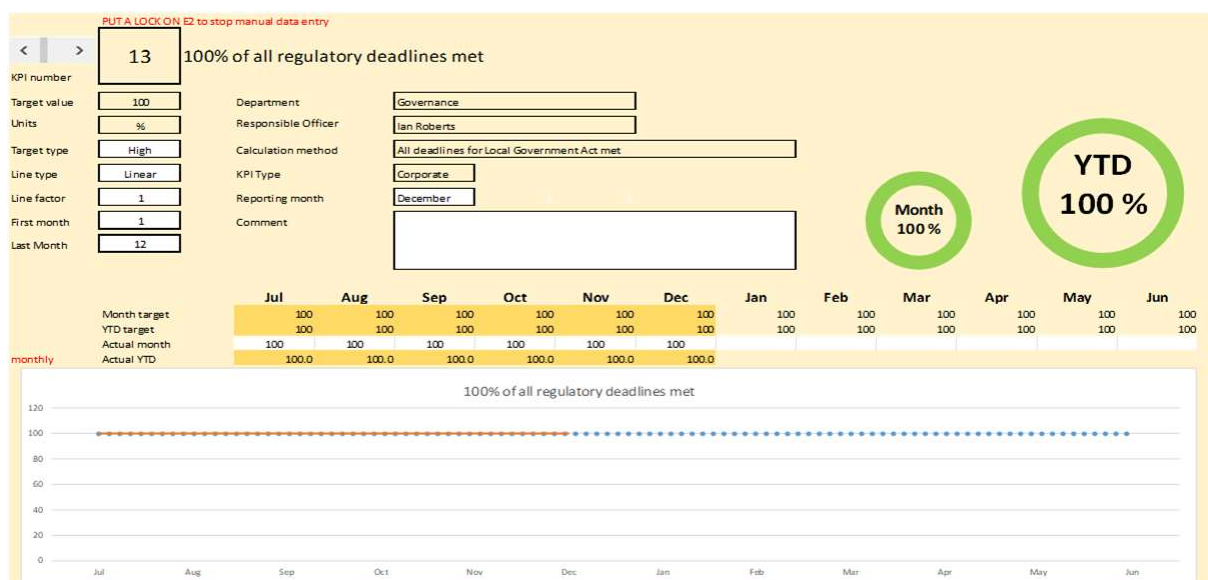 PUT A LOCK ON E2 to stop manual data entry
< >
13 100% of all regulatory deadlines met
KPI number
Target value 100 Department Governance
Units % Responsible Officer Ian Roberts
Target type High Calculation method All deadlines for Local Government Act met
Line type Linear KPI Type Corporate
Line factor 1 Reporting month December
First month 1 Comment
Last Month 12
Month
100 %
YTD
100 %
Jul Aug Sep Oct Nov Dec Jan Feb Mar Apr May Jun
Month target 100 100 100 100 100 100 100 100 100 100 100 100
YTD target 100 100 100 100 100 100 100 100 100 100 100 100
Actual month 100 100 100 100 100 100
monthly Actual YTD 100.0 100.0 100.0 100.0 100.0 100.0
100% of all regulatory deadlines met
120
100
80
60
40
20
0
Jul Aug Sep Oct Nov Dec Jan Feb Mar Apr May Jun